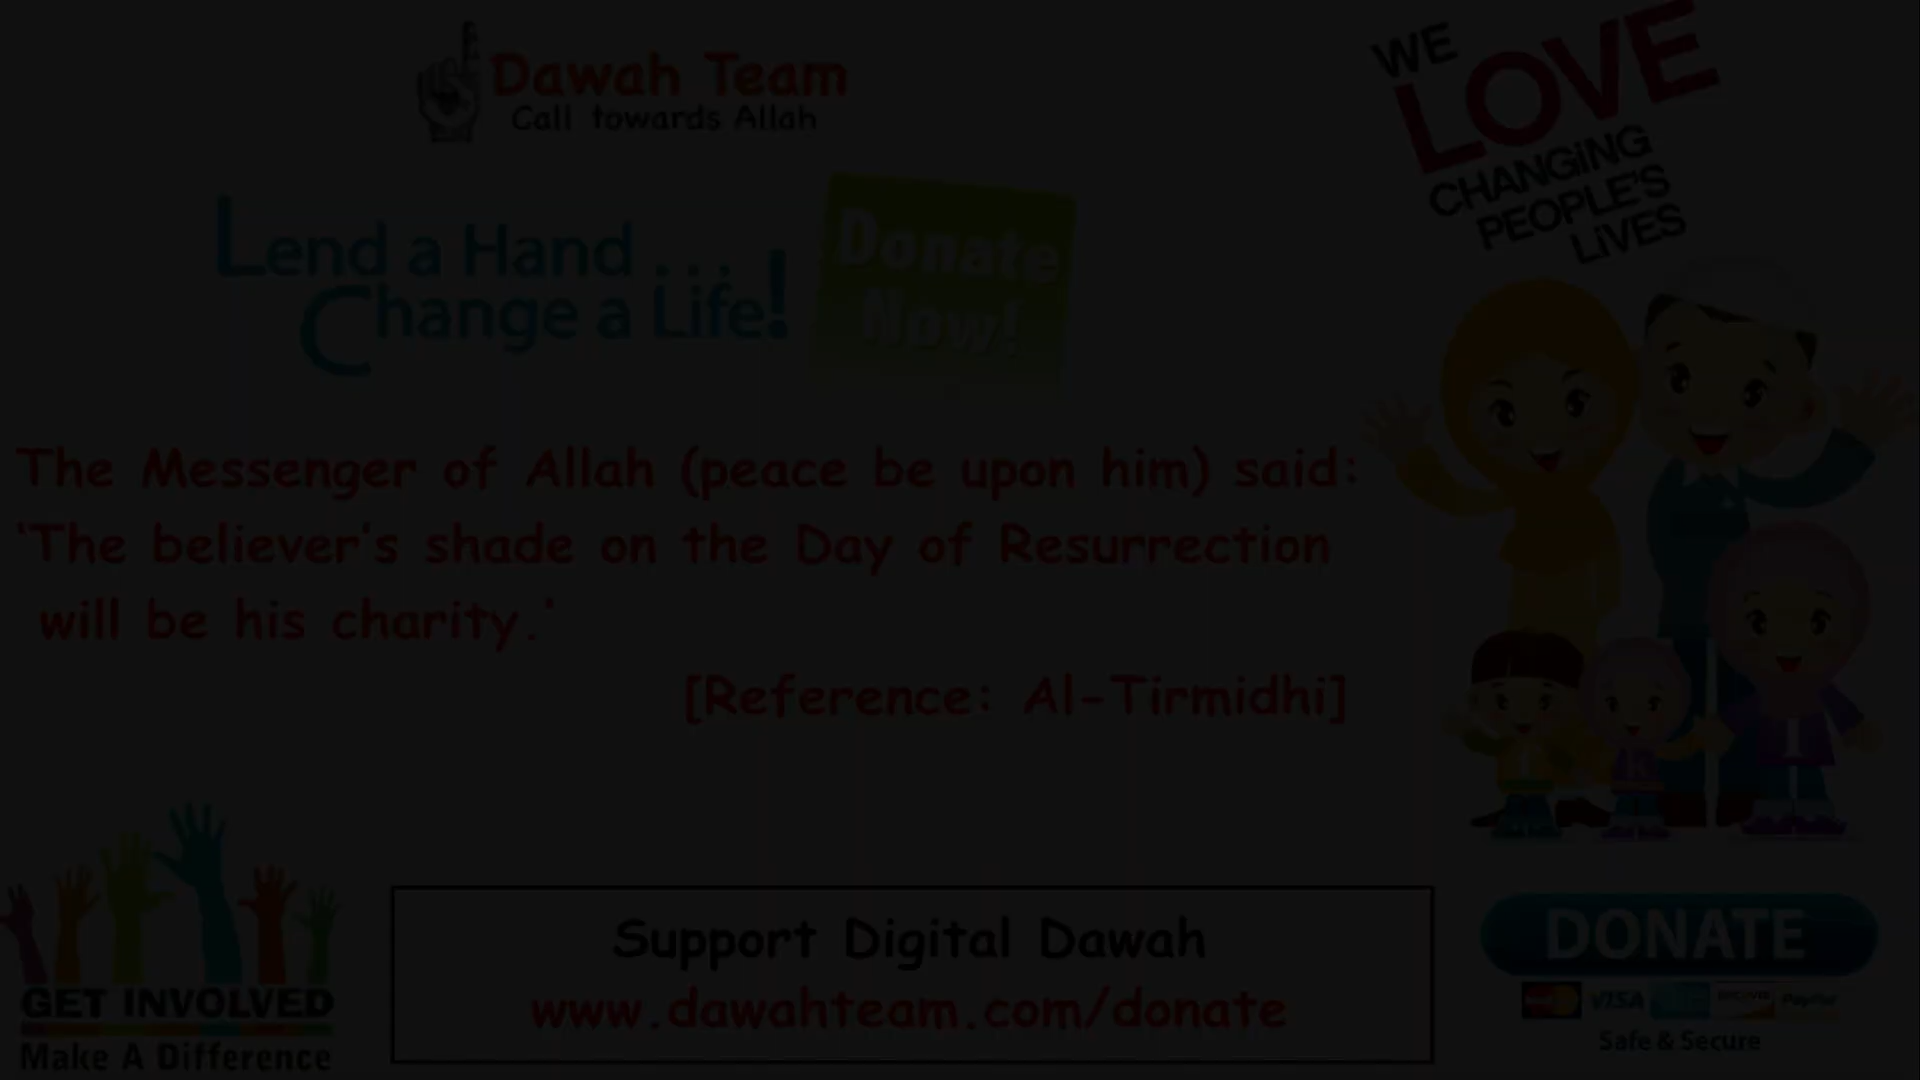 Dawah Team
Call towards Allah
WE
LOVE
CHANGiNG
PEOPLE'S
LiVES
Lend a Hand ...
Change a Life!
Donate
Now!
The Messenger of Allah (peace be upon him) said:
‘The believer’s shade on the Day of Resurrection
will be his charity.’
[Reference: Al-Tirmidhi]
GET INVOLVED
Make A Difference
Support Digital Dawah
www.dawahteam.com/donate
DONATE
VISA
DISCOVER
PayPal
Safe & Secure